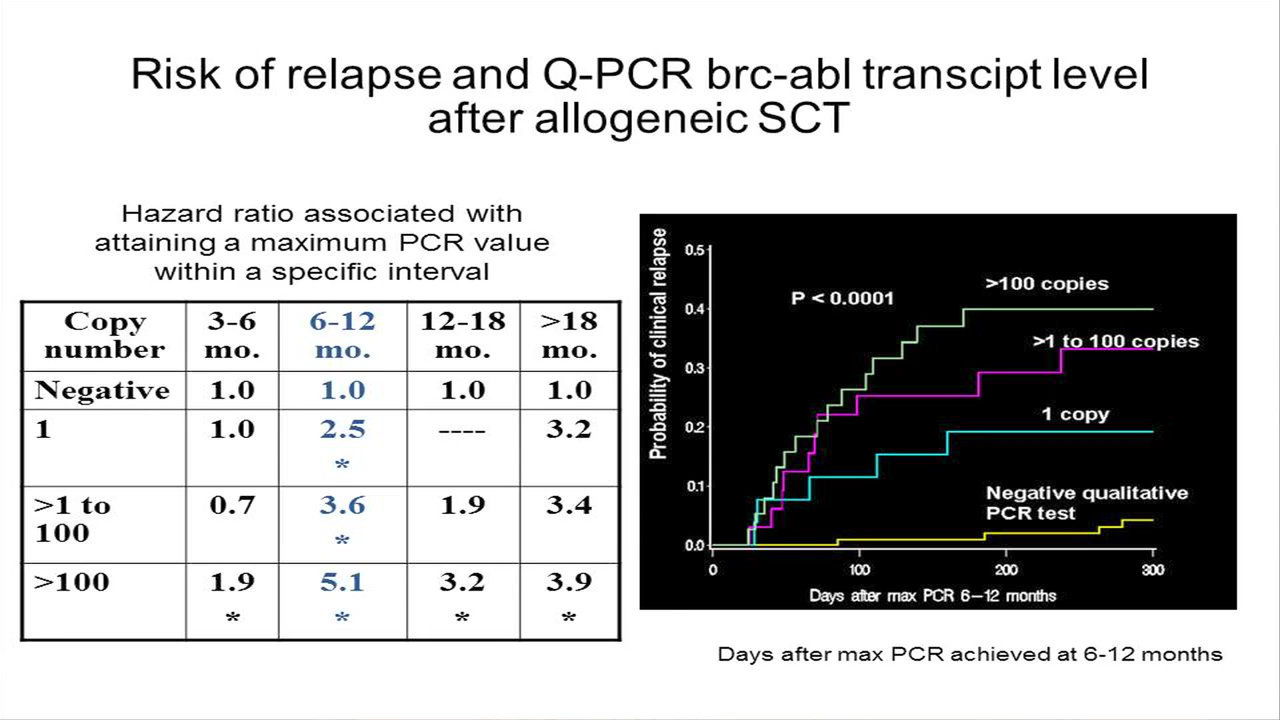 Risk of relapse and Q-PCR brc-abl transcipt level
after allogeneic SCT
Hazard ratio associated with
attaining a maximum PCR value
within a specific interval
Copy number 3-6 mo. 6-12 mo. 12-18 mo. >18 mo.
Negative 1.0 1.0 1.0 1.0
1 1.0 2.5 * ---- 3.2
>1 to 100 0.7 3.6 * 1.9 3.4
>100 1.9 * 5.1 * 3.2 * 3.9 *
Probability of clinical relapse
0.5
0.4
0.3
0.2
0.1
0.0
P < 0.0001
>100 copies
>1 to 100 copies
1 copy
Negative qualitative
PCR test
0 100 200 300
Days after max PCR 6–12 months
Days after max PCR achieved at 6-12 months